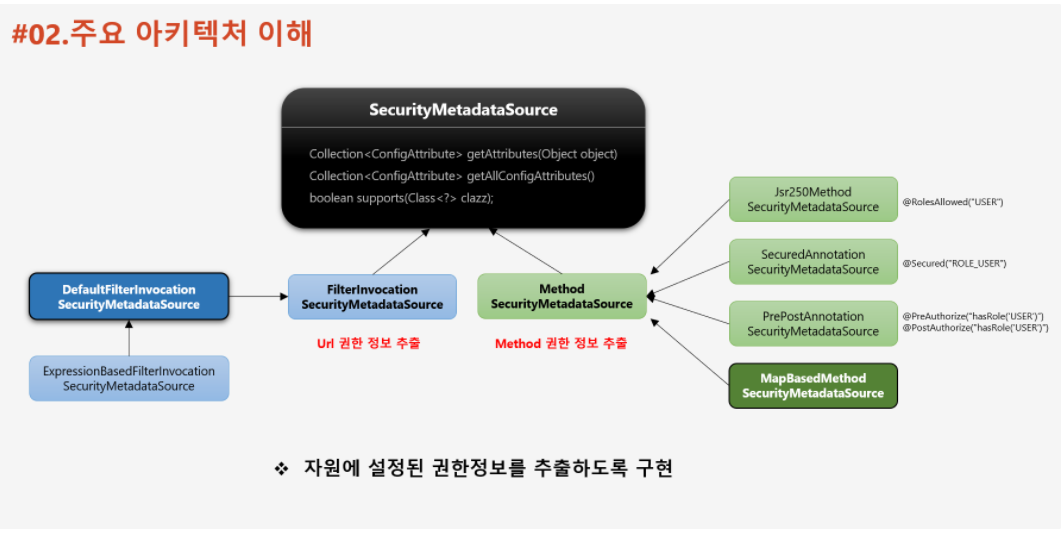 #02.주요 아키텍처 이해
SecurityMetadataSource
Collection<ConfigAttribute> getAttributes(Object object)
Collection<ConfigAttribute> getAllConfigAttributes()
boolean supports(Class<?> clazz);
Jsr250Method
SecurityMetadataSource
@RolesAllowed("USER")
SecuredAnnotation
SecurityMetadataSource
@Secured("ROLE_USER")
DefaultFilterInvocation
SecurityMetadataSource
FilterInvocation
SecurityMetadataSource
Method
SecurityMetadataSource
PrePostAnnotation
SecurityMetadataSource
@PreAuthorize("hasRole('USER')")
@PostAuthorize("hasRole('USER')")
Url 권한 정보 추출
Method 권한 정보 추출
ExpressionBasedFilterInvocation
SecurityMetadataSource
MapBasedMethod
SecurityMetadataSource
❖ 자원에 설정된 권한정보를 추출하도록 구현